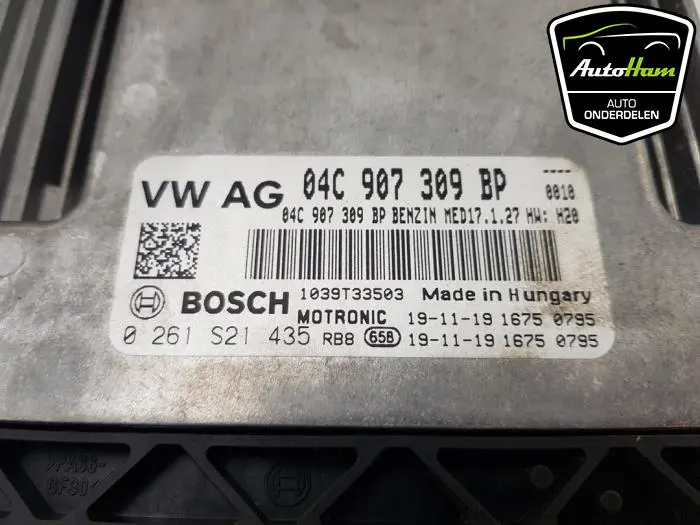 AutoHam
AUTO
ONDERDELEN
VW AG 04C 907 309 BP ----
0010
04C 907 309 BP BENZIN MED17.1.27 HW: H20
BOSCH 1039T33503 Made in Hungary
MOTRONIC 19-11-19 1675 0795
0 261 S21 435 RB8 658 19-11-19 1675 0795
>PA66-
GF30<